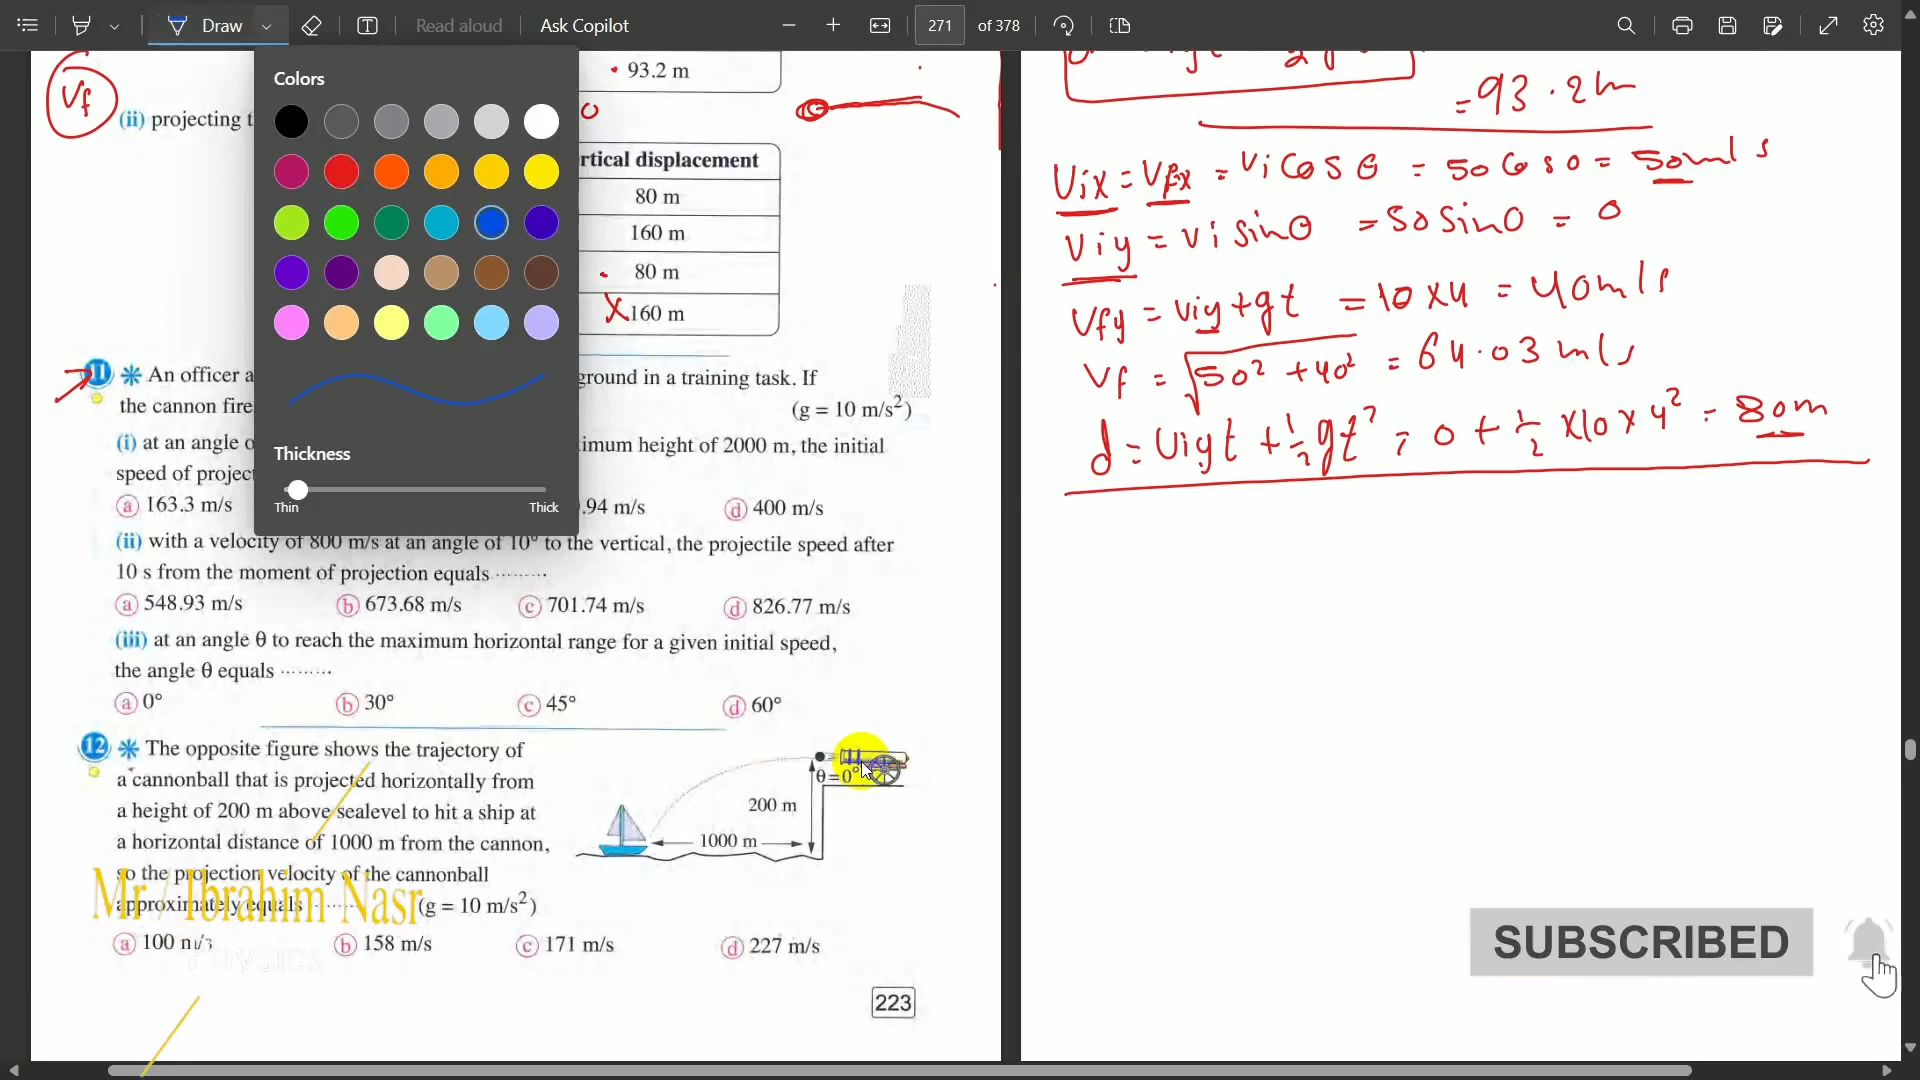 Draw
Read aloud
Ask Copilot
271 of 378
Colors
Thickness
Thin
Thick
Vf
93.2 m
(ii) projecting t
0
rtical displacement
80 m
160 m
80 m
X 160 m
11 * An officer a
ground in a training task. If
the cannon fire
(g = 10 m/s²)
(i) at an angle o
imum height of 2000 m, the initial
speed of project
ⓐ 163.3 m/s
.94 m/s
ⓓ 400 m/s
(ii) with a velocity of 800 m/s at an angle of 10° to the vertical, the projectile speed after
10 s from the moment of projection equals ·········
ⓐ 548.93 m/s ⓑ 673.68 m/s ⓒ 701.74 m/s ⓓ 826.77 m/s
(iii) at an angle θ to reach the maximum horizontal range for a given initial speed,
the angle θ equals ·········
ⓐ 0° ⓑ 30° ⓒ 45° ⓓ 60°
12 * The opposite figure shows the trajectory of
a cannonball that is projected horizontally from
a height of 200 m above sealevel to hit a ship at
a horizontal distance of 1000 m from the cannon,
so the projection velocity of the cannonball
approximately equals ········· (g = 10 m/s²)
ⓐ 100 m/s ⓑ 158 m/s ⓒ 171 m/s ⓓ 227 m/s
θ = 0°
200 m
1000 m
Mr / Ibrahim Nasr
PHYSICS
223
= 93.2m
Vix = Vfx = Vi Cos θ = 50 Cos 0 = 50 m/s
Viy = Vi Sinθ = 50 Sin 0 = 0
Vfy = Viy + gt = 10 × 4 = 40 m/s
Vf = √50² + 40² = 64.03 m/s
d = Viyt + ½gt² = 0 + ½ × 10 × 4² = 80m
SUBSCRIBED